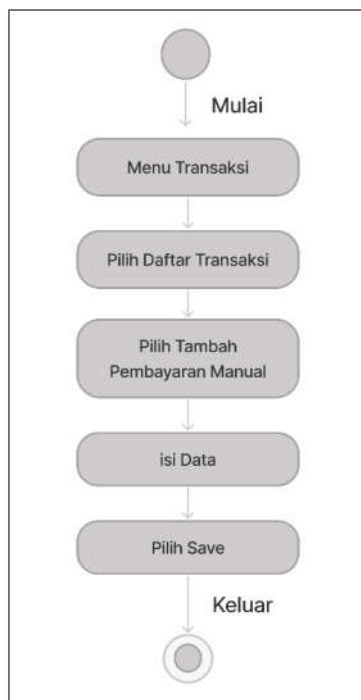 Mulai
Menu Transaksi
Pilih Daftar Transaksi
Pilih Tambah
Pembayaran Manual
isi Data
Pilih Save
Keluar